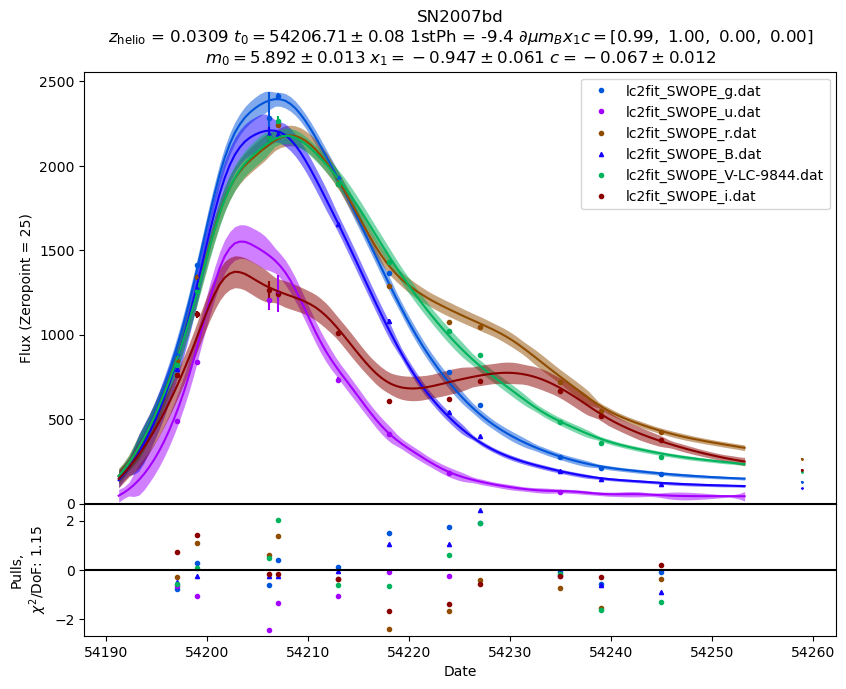 SN2007bd
z_helio = 0.0309 t_0 = 54206.71 ± 0.08 1stPh = -9.4 ∂μm_B x_1 c = [0.99, 1.00, 0.00, 0.00]
m_0 = 5.892 ± 0.013 x_1 = −0.947 ± 0.061 c = −0.067 ± 0.012
lc2fit_SWOPE_g.dat
lc2fit_SWOPE_u.dat
lc2fit_SWOPE_r.dat
lc2fit_SWOPE_B.dat
lc2fit_SWOPE_V-LC-9844.dat
lc2fit_SWOPE_i.dat
Flux (Zeropoint = 25)
2500
2000
1500
1000
500
0
Pulls,
χ²/DoF: 1.15
2
0
−2
54190 54200 54210 54220 54230 54240 54250 54260
Date